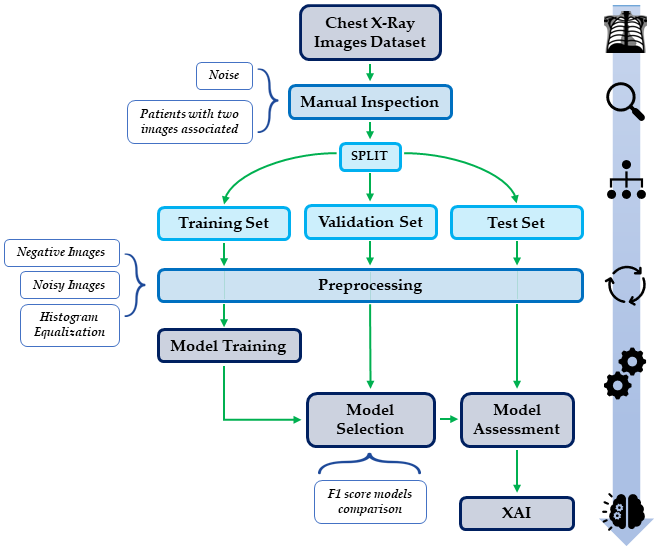 Chest X-Ray
Images Dataset
Noise
Manual Inspection
Patients with two
images associated
SPLIT
Training Set
Validation Set
Test Set
Negative Images
Noisy Images
Histogram
Equalization
Preprocessing
Model Training
Model
Selection
Model
Assessment
F1 score models
comparison
XAI